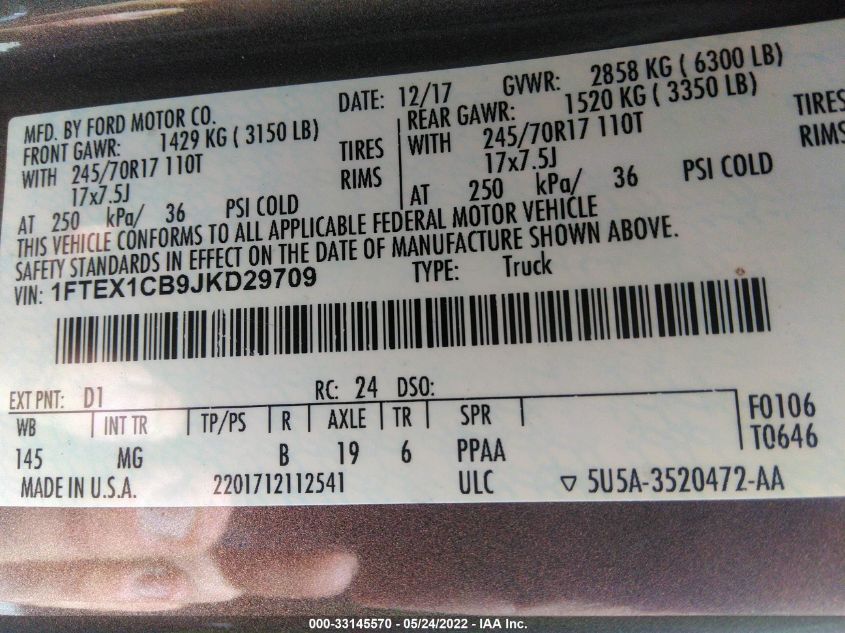 MFD. BY FORD MOTOR CO.
DATE: 12/17 GVWR: 2858 KG ( 6300 LB)
FRONT GAWR: 1429 KG ( 3150 LB) REAR GAWR: 1520 KG ( 3350 LB)
WITH 245/70R17 110T TIRES WITH 245/70R17 110T TIRES
17x7.5J RIMS 17x7.5J RIMS
AT 250 kPa/ 36 PSI COLD AT 250 kPa/ 36 PSI COLD
THIS VEHICLE CONFORMS TO ALL APPLICABLE FEDERAL MOTOR VEHICLE
SAFETY STANDARDS IN EFFECT ON THE DATE OF MANUFACTURE SHOWN ABOVE.
VIN: 1FTEX1CB9JKD29709 TYPE: Truck
EXT PNT: D1 RC: 24 DSO:
WB INT TR TP/PS R AXLE TR SPR F0106
145 MG B 19 6 PPAA T0646
MADE IN U.S.A. 2201712112541 ULC ▽ 5U5A-3520472-AA
000-33145570 - 05/24/2022 - IAA Inc.